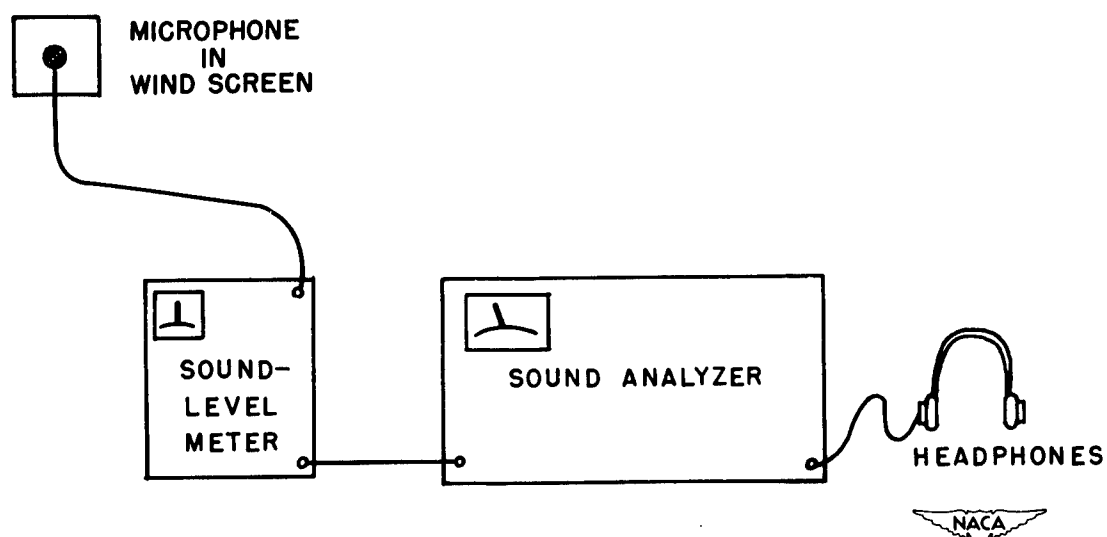 MICROPHONE
IN
WIND SCREEN
SOUND-
LEVEL
METER
SOUND ANALYZER
HEADPHONES
NACA